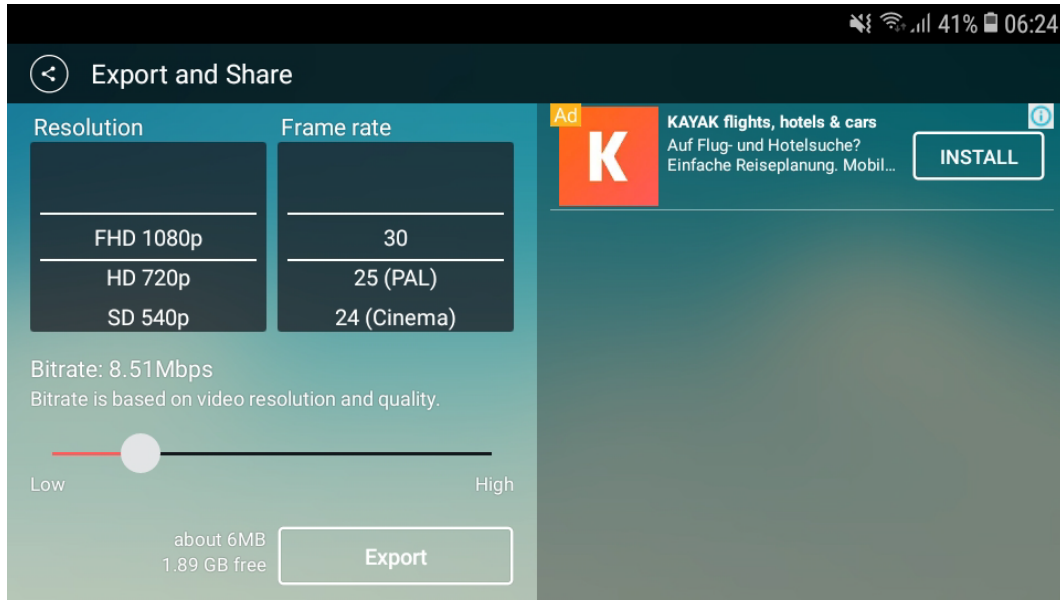 41% 06:24
Export and Share
Resolution
FHD 1080p
HD 720p
SD 540p
Frame rate
30
25 (PAL)
24 (Cinema)
Bitrate: 8.51Mbps
Bitrate is based on video resolution and quality.
Low
High
about 6MB
1.89 GB free
Export
Ad
K
KAYAK flights, hotels & cars
Auf Flug- und Hotelsuche?
Einfache Reiseplanung. Mobil...
INSTALL